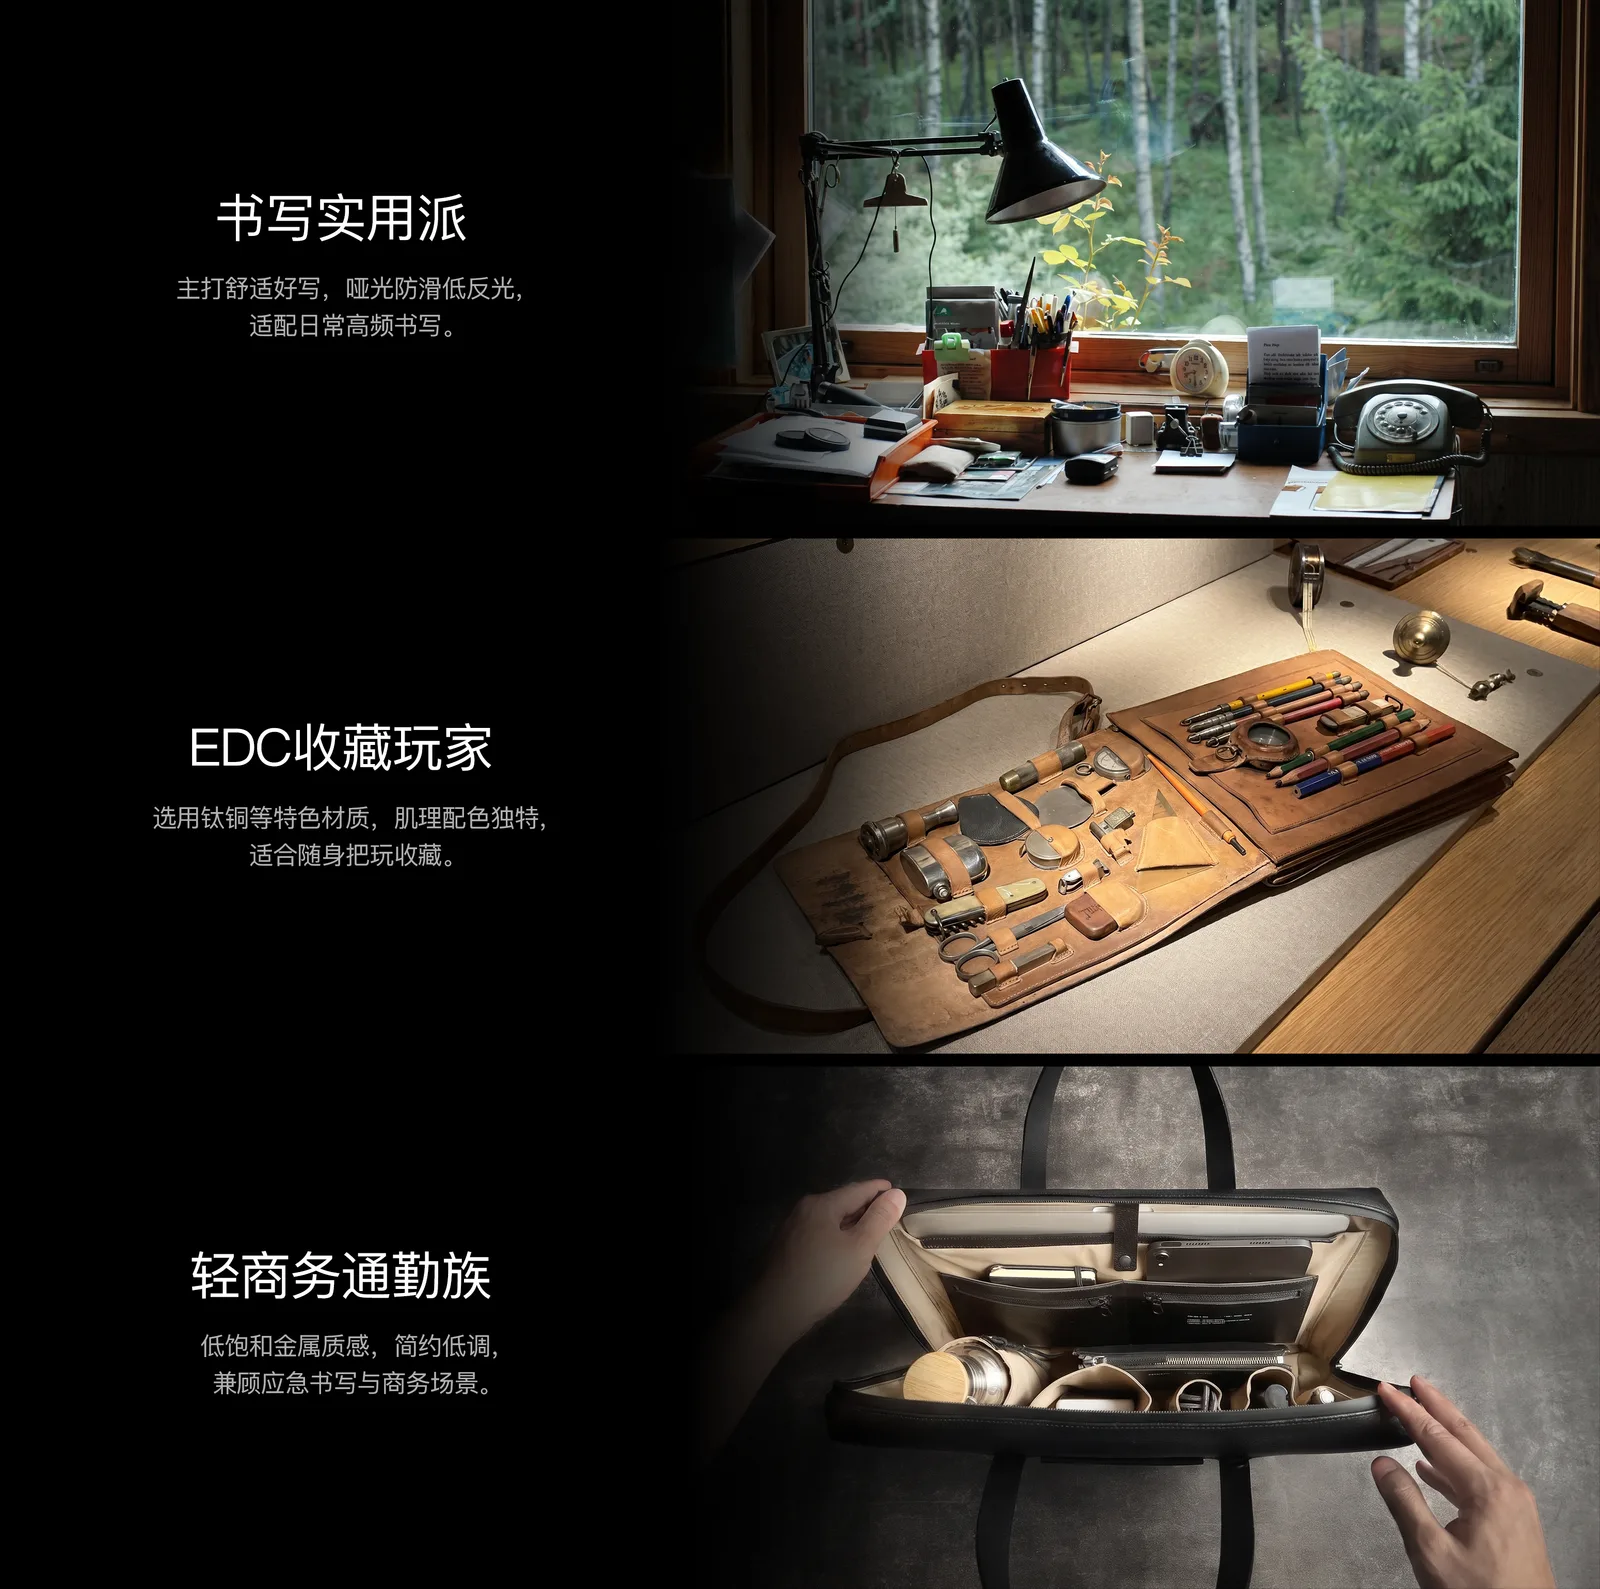 书写实用派
主打舒适好写，哑光防滑低反光，
适配日常高频书写。
EDC收藏玩家
选用钛铜等特色材质，肌理配色独特，
适合随身把玩收藏。
轻商务通勤族
低饱和金属质感，简约低调，
兼顾应急书写与商务场景。